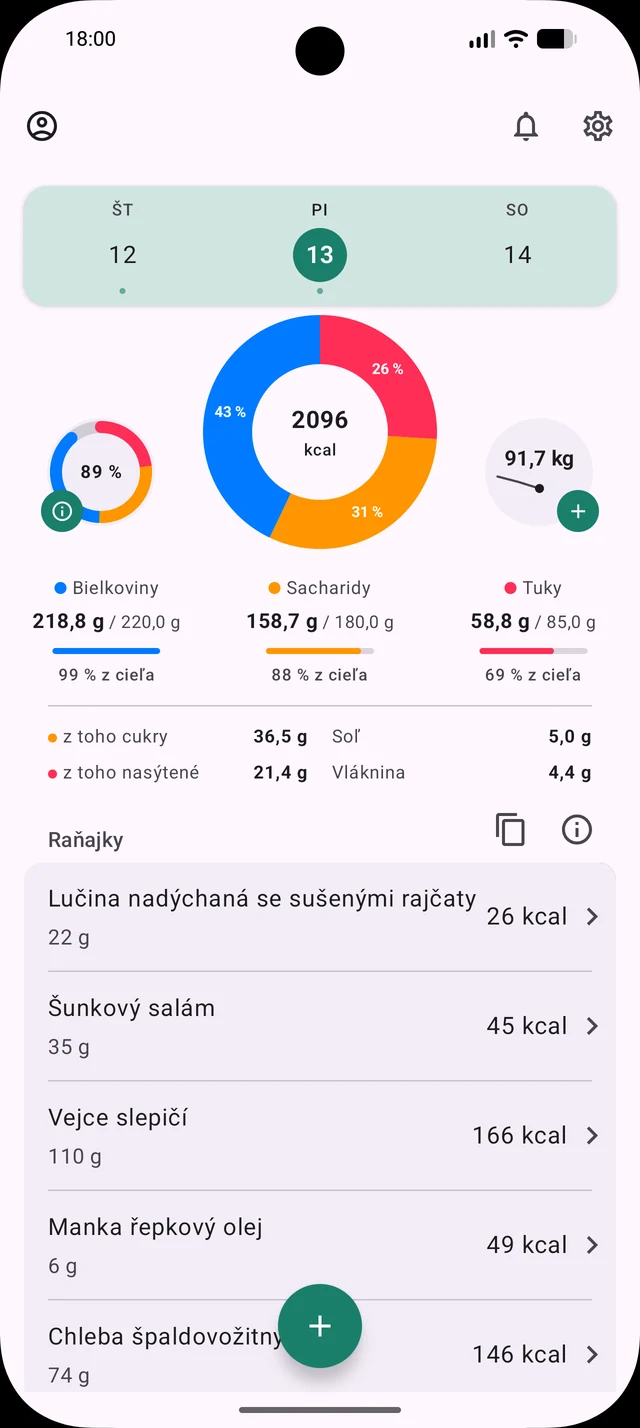 18:00
ŠT PI SO
12 13 14
26 %
43 %
31 %
2096
kcal
89 %
91,7 kg
Bielkoviny Sacharidy Tuky
218,8 g / 220,0 g 158,7 g / 180,0 g 58,8 g / 85,0 g
99 % z cieľa 88 % z cieľa 69 % z cieľa
z toho cukry 36,5 g Soľ 5,0 g
z toho nasýtené 21,4 g Vláknina 4,4 g
Raňajky
Lučina nadýchaná se sušenými rajčaty 26 kcal
22 g
Šunkový salám 45 kcal
35 g
Vejce slepičí 166 kcal
110 g
Manka řepkový olej 49 kcal
6 g
Chleba špaldovožitný 146 kcal
74 g